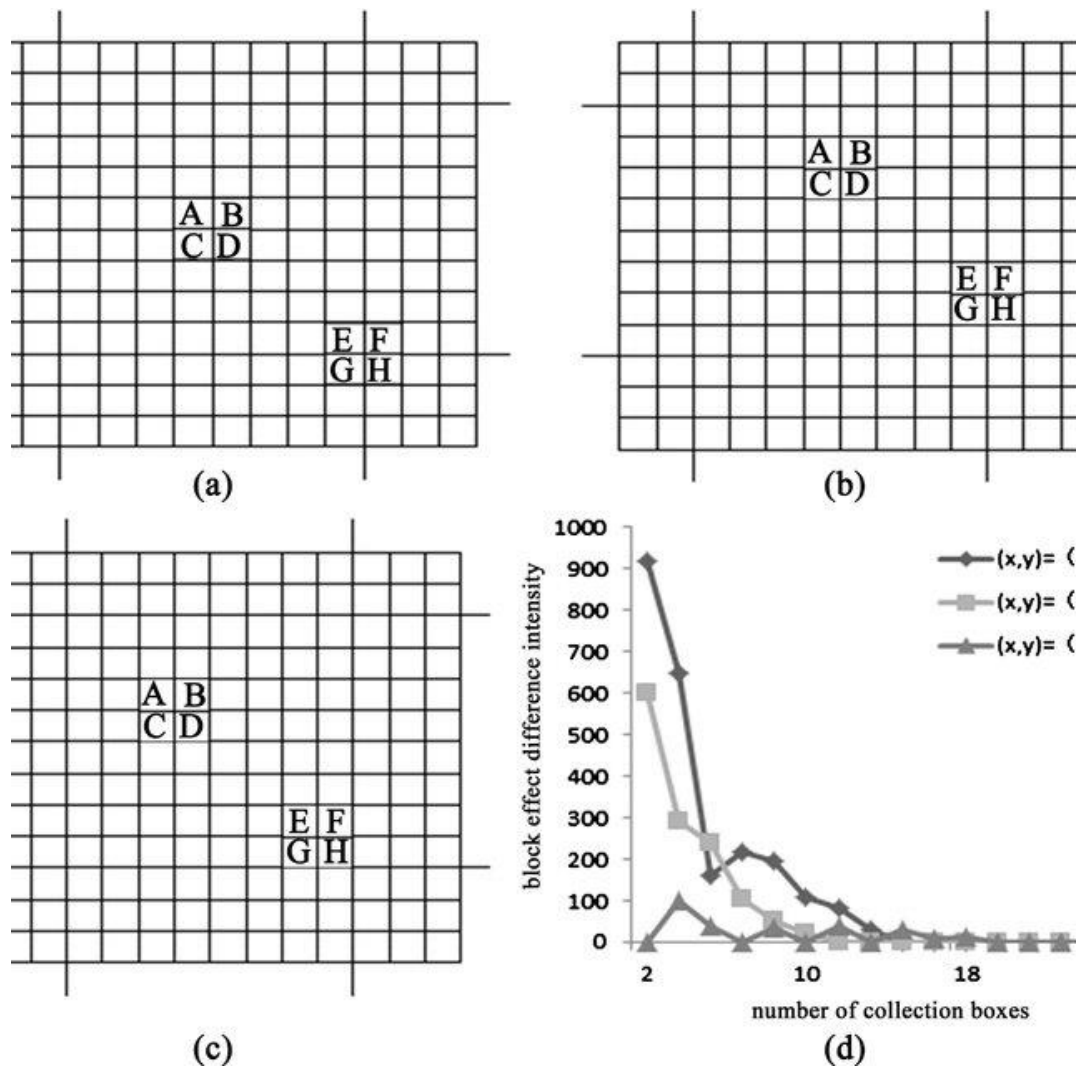 A B
C D
E F
G H
(a)
A B
C D
E F
G H
(b)
A B
C D
E F
G H
(c)
1000
900
800
700
600
500
400
300
200
100
0
block effect difference intensity
(x,y)= (
(x,y)= (
(x,y)= (
2 10 18
number of collection boxes
(d)